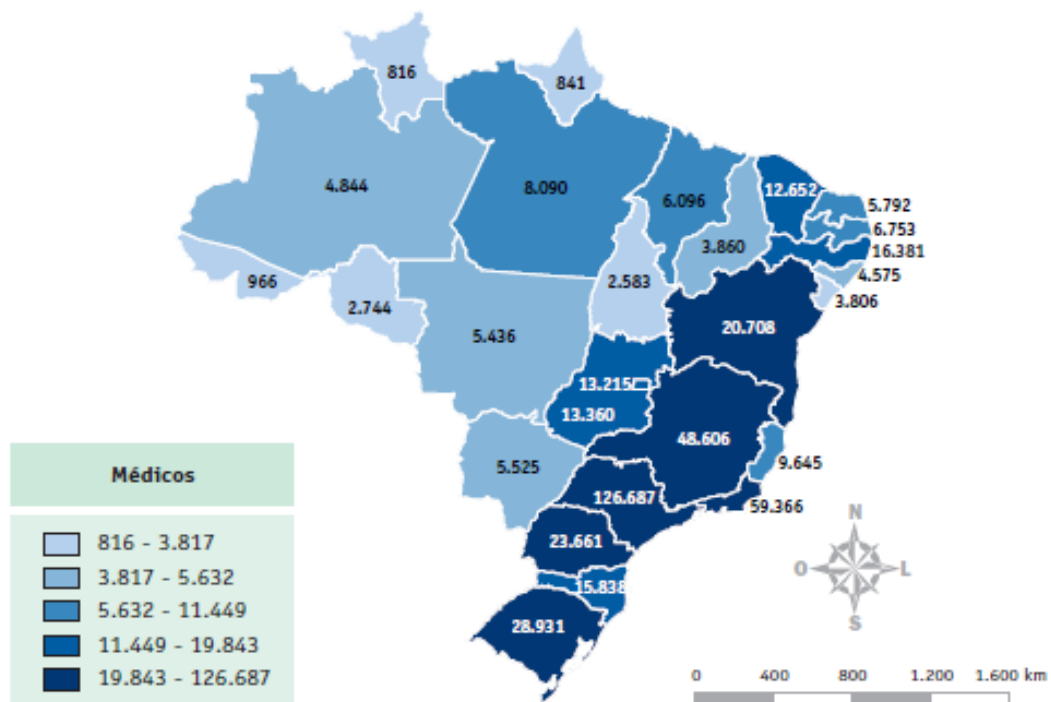 816
841
4.844
8.090
6.096
12.652
5.792
6.753
16.381
4.575
3.806
3.860
966
2.744
2.583
5.436
20.708
13.215
13.360
48.606
5.525
9.645
126.687
59.366
23.661
15.838
28.931
Médicos
816 - 3.817
3.817 - 5.632
5.632 - 11.449
11.449 - 19.843
19.843 - 126.687
N
O L
S
0 400 800 1.200 1.600 km